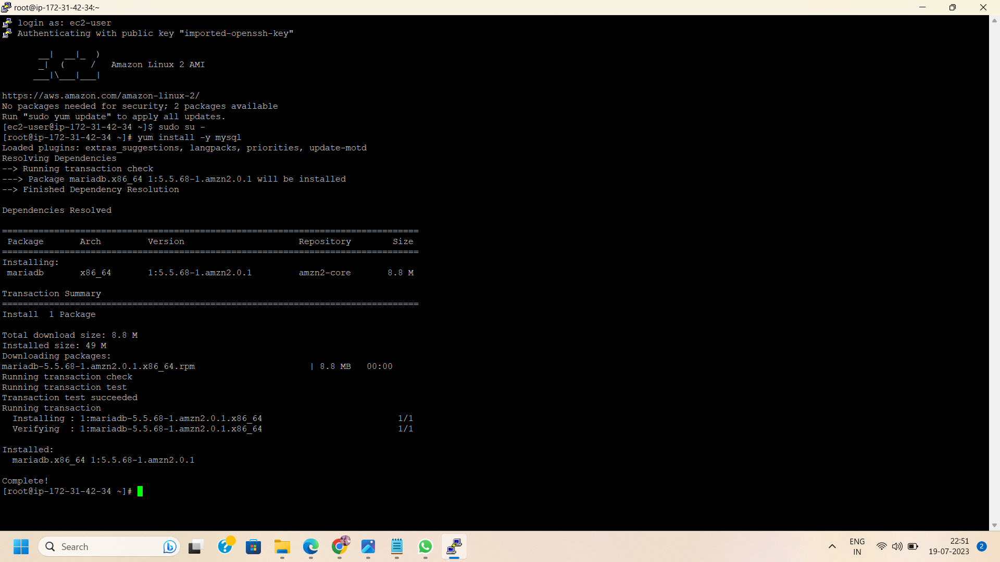 root@ip-172-31-42-34:~
login as: ec2-user
Authenticating with public key "imported-openssh-key"
       __|  __|_  )
       _|  (     /   Amazon Linux 2 AMI
      ___|\___|___|
https://aws.amazon.com/amazon-linux-2/
No packages needed for security; 2 packages available
Run "sudo yum update" to apply all updates.
[ec2-user@ip-172-31-42-34 ~]$ sudo su -
[root@ip-172-31-42-34 ~]# yum install -y mysql
Loaded plugins: extras_suggestions, langpacks, priorities, update-motd
Resolving Dependencies
--> Running transaction check
---> Package mariadb.x86_64 1:5.5.68-1.amzn2.0.1 will be installed
--> Finished Dependency Resolution
Dependencies Resolved
================================================================================
 Package       Arch         Version                      Repository        Size
================================================================================
Installing:
 mariadb       x86_64       1:5.5.68-1.amzn2.0.1         amzn2-core       8.8 M
Transaction Summary
================================================================================
Install  1 Package
Total download size: 8.8 M
Installed size: 49 M
Downloading packages:
mariadb-5.5.68-1.amzn2.0.1.x86_64.rpm                      | 8.8 MB   00:00
Running transaction check
Running transaction test
Transaction test succeeded
Running transaction
  Installing : 1:mariadb-5.5.68-1.amzn2.0.1.x86_64                          1/1
  Verifying  : 1:mariadb-5.5.68-1.amzn2.0.1.x86_64                          1/1
Installed:
  mariadb.x86_64 1:5.5.68-1.amzn2.0.1
Complete!
[root@ip-172-31-42-34 ~]#
Search
ENG
IN
22:51
19-07-2023
2